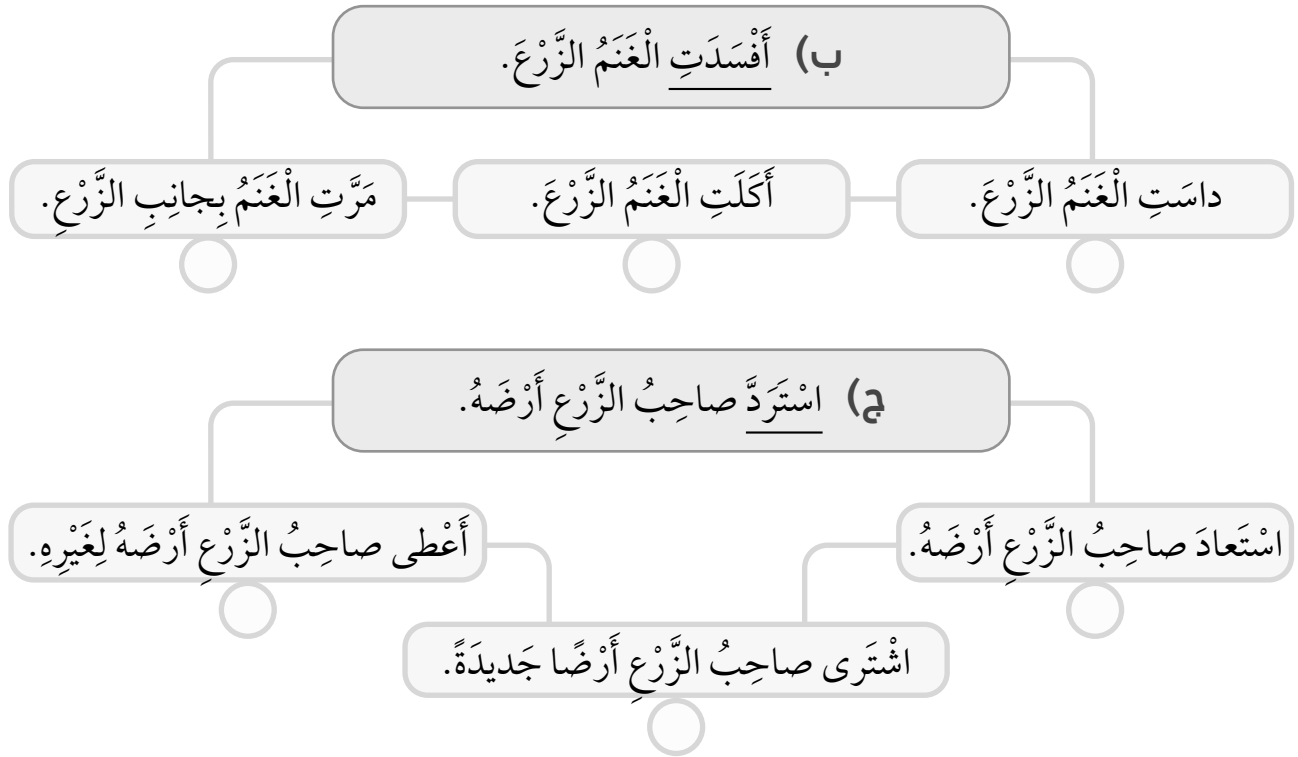 ب) أَفْسَدَتِ الْغَنَمُ الزَّرْعَ.
داسَتِ الْغَنَمُ الزَّرْعَ.
أَكَلَتِ الْغَنَمُ الزَّرْعَ.
مَرَّتِ الْغَنَمُ بِجانِبِ الزَّرْعِ.
ج) اسْتَرَدَّ صاحِبُ الزَّرْعِ أَرْضَهُ.
اسْتَعادَ صاحِبُ الزَّرْعِ أَرْضَهُ.
أَعْطى صاحِبُ الزَّرْعِ أَرْضَهُ لِغَيْرِهِ.
اشْتَرى صاحِبُ الزَّرْعِ أَرْضًا جَديدَةً.